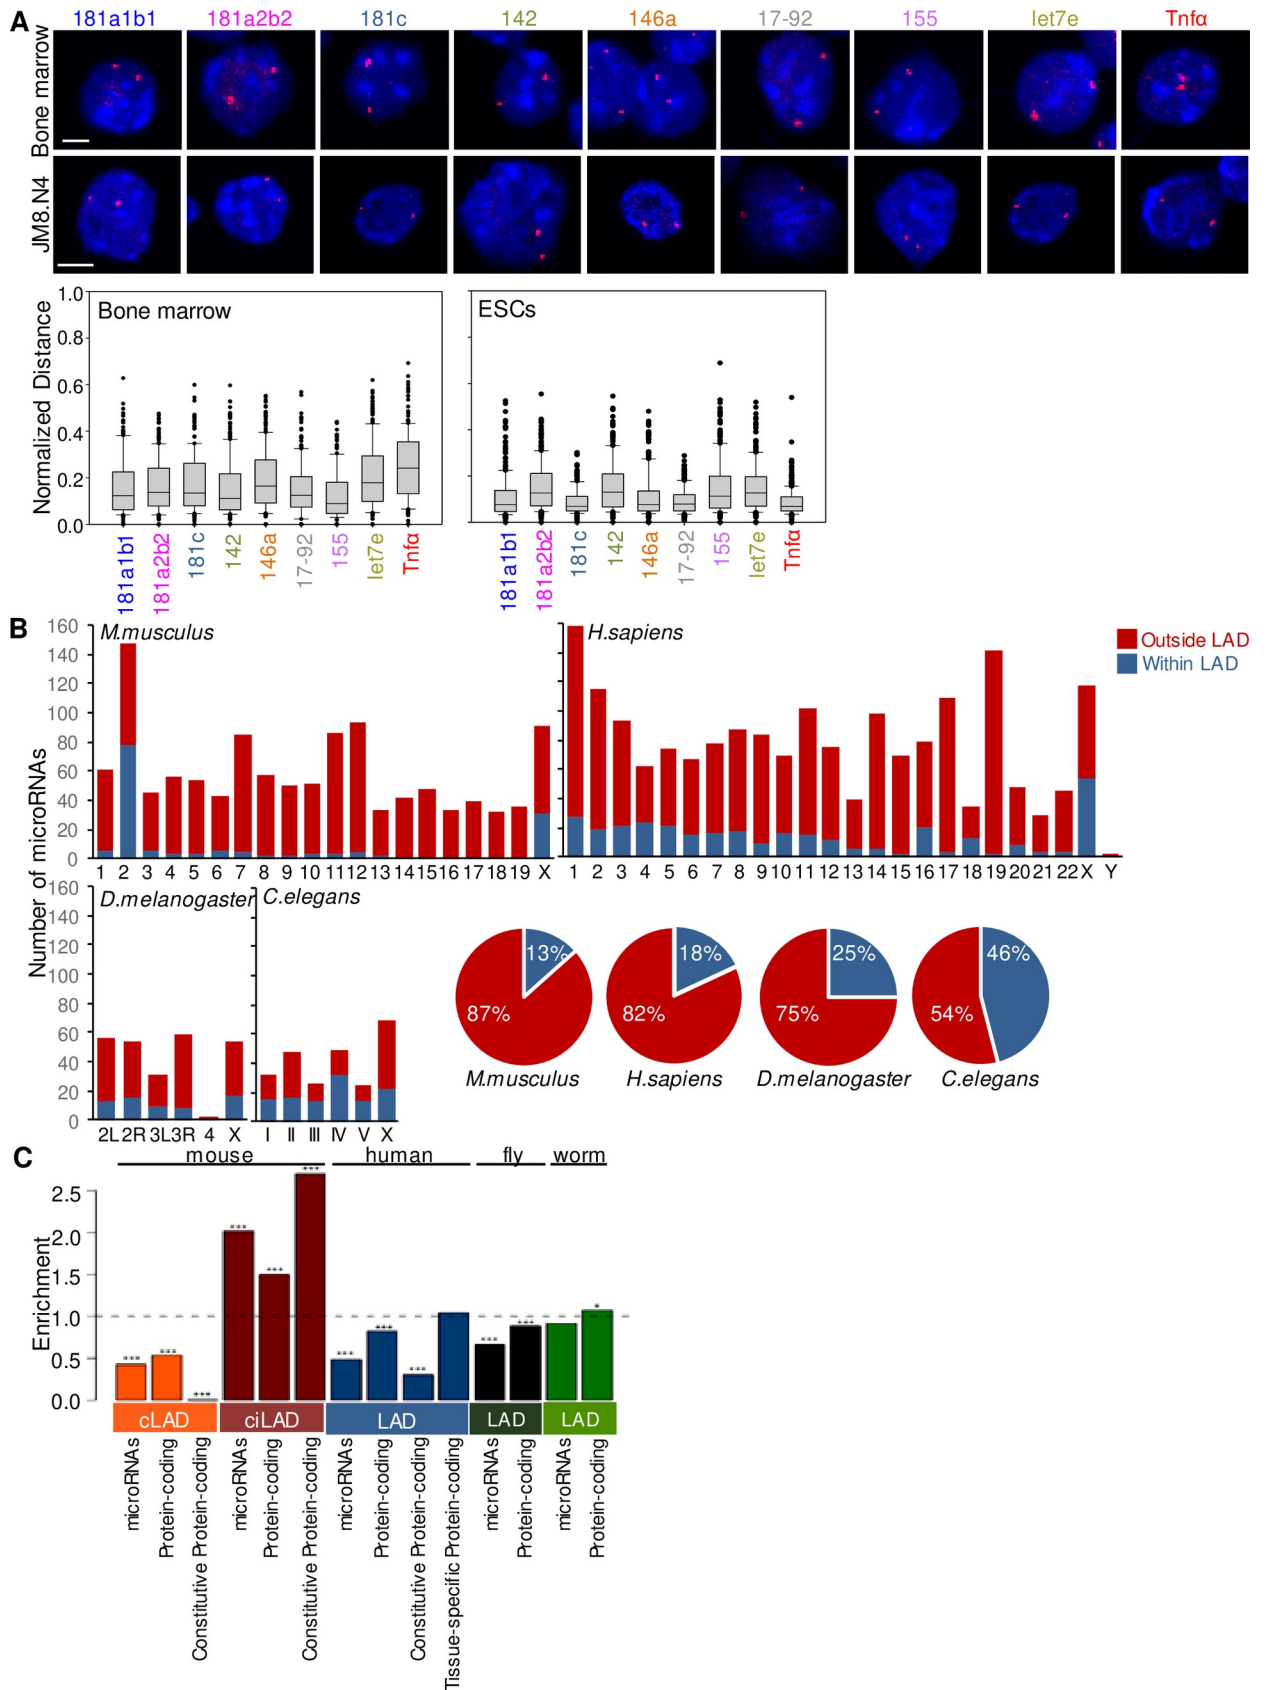 A
181a1b1 181a2b2 181c 142 146a 17-92 155 let7e Tnfα
Bone marrow
JM8.N4
Normalized Distance
1.0
0.8
0.6
0.4
0.2
0.0
Bone marrow
ESCs
181a1b1 181a2b2 181c 142 146a 17-92 155 let7e Tnfα
181a1b1 181a2b2 181c 142 146a 17-92 155 let7e Tnfα
B
Number of microRNAs
160
140
120
100
80
60
40
20
0
M.musculus
H.sapiens
Outside LAD
Within LAD
1 2 3 4 5 6 7 8 9 10 11 12 13 14 15 16 17 18 19 X
1 2 3 4 5 6 7 8 9 10 11 12 13 14 15 16 17 18 19 20 21 22 X Y
160
140
120
100
80
60
40
20
0
D.melanogaster
C.elegans
2L 2R 3L 3R 4 X
I II III IV V X
13% 18% 25% 46%
87% 82% 75% 54%
M.musculus H.sapiens D.melanogaster C.elegans
C
mouse human fly worm
Enrichment
2.5
2.0
1.5
1.0
0.5
0.0
*** *** *** *** *** *** *** *** *** *** *** *
cLAD ciLAD LAD LAD LAD
microRNAs
Protein-coding
Constitutive Protein-coding
microRNAs
Protein-coding
Constitutive Protein-coding
microRNAs
Protein-coding
Constitutive Protein-coding
Tissue-specific Protein-coding
microRNAs
Protein-coding
microRNAs
Protein-coding